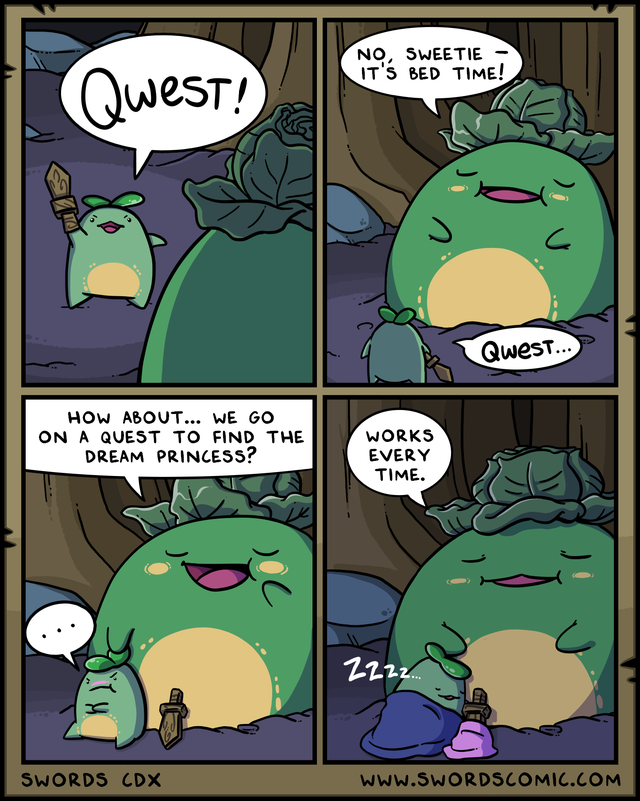 Qwest!
NO, SWEETIE –
IT'S BED TIME!
Qwest...
HOW ABOUT... WE GO
ON A QUEST TO FIND THE
DREAM PRINCESS?
...
WORKS
EVERY
TIME.
ZZZZ...
SWORDS CDX
WWW.SWORDSCOMIC.COM